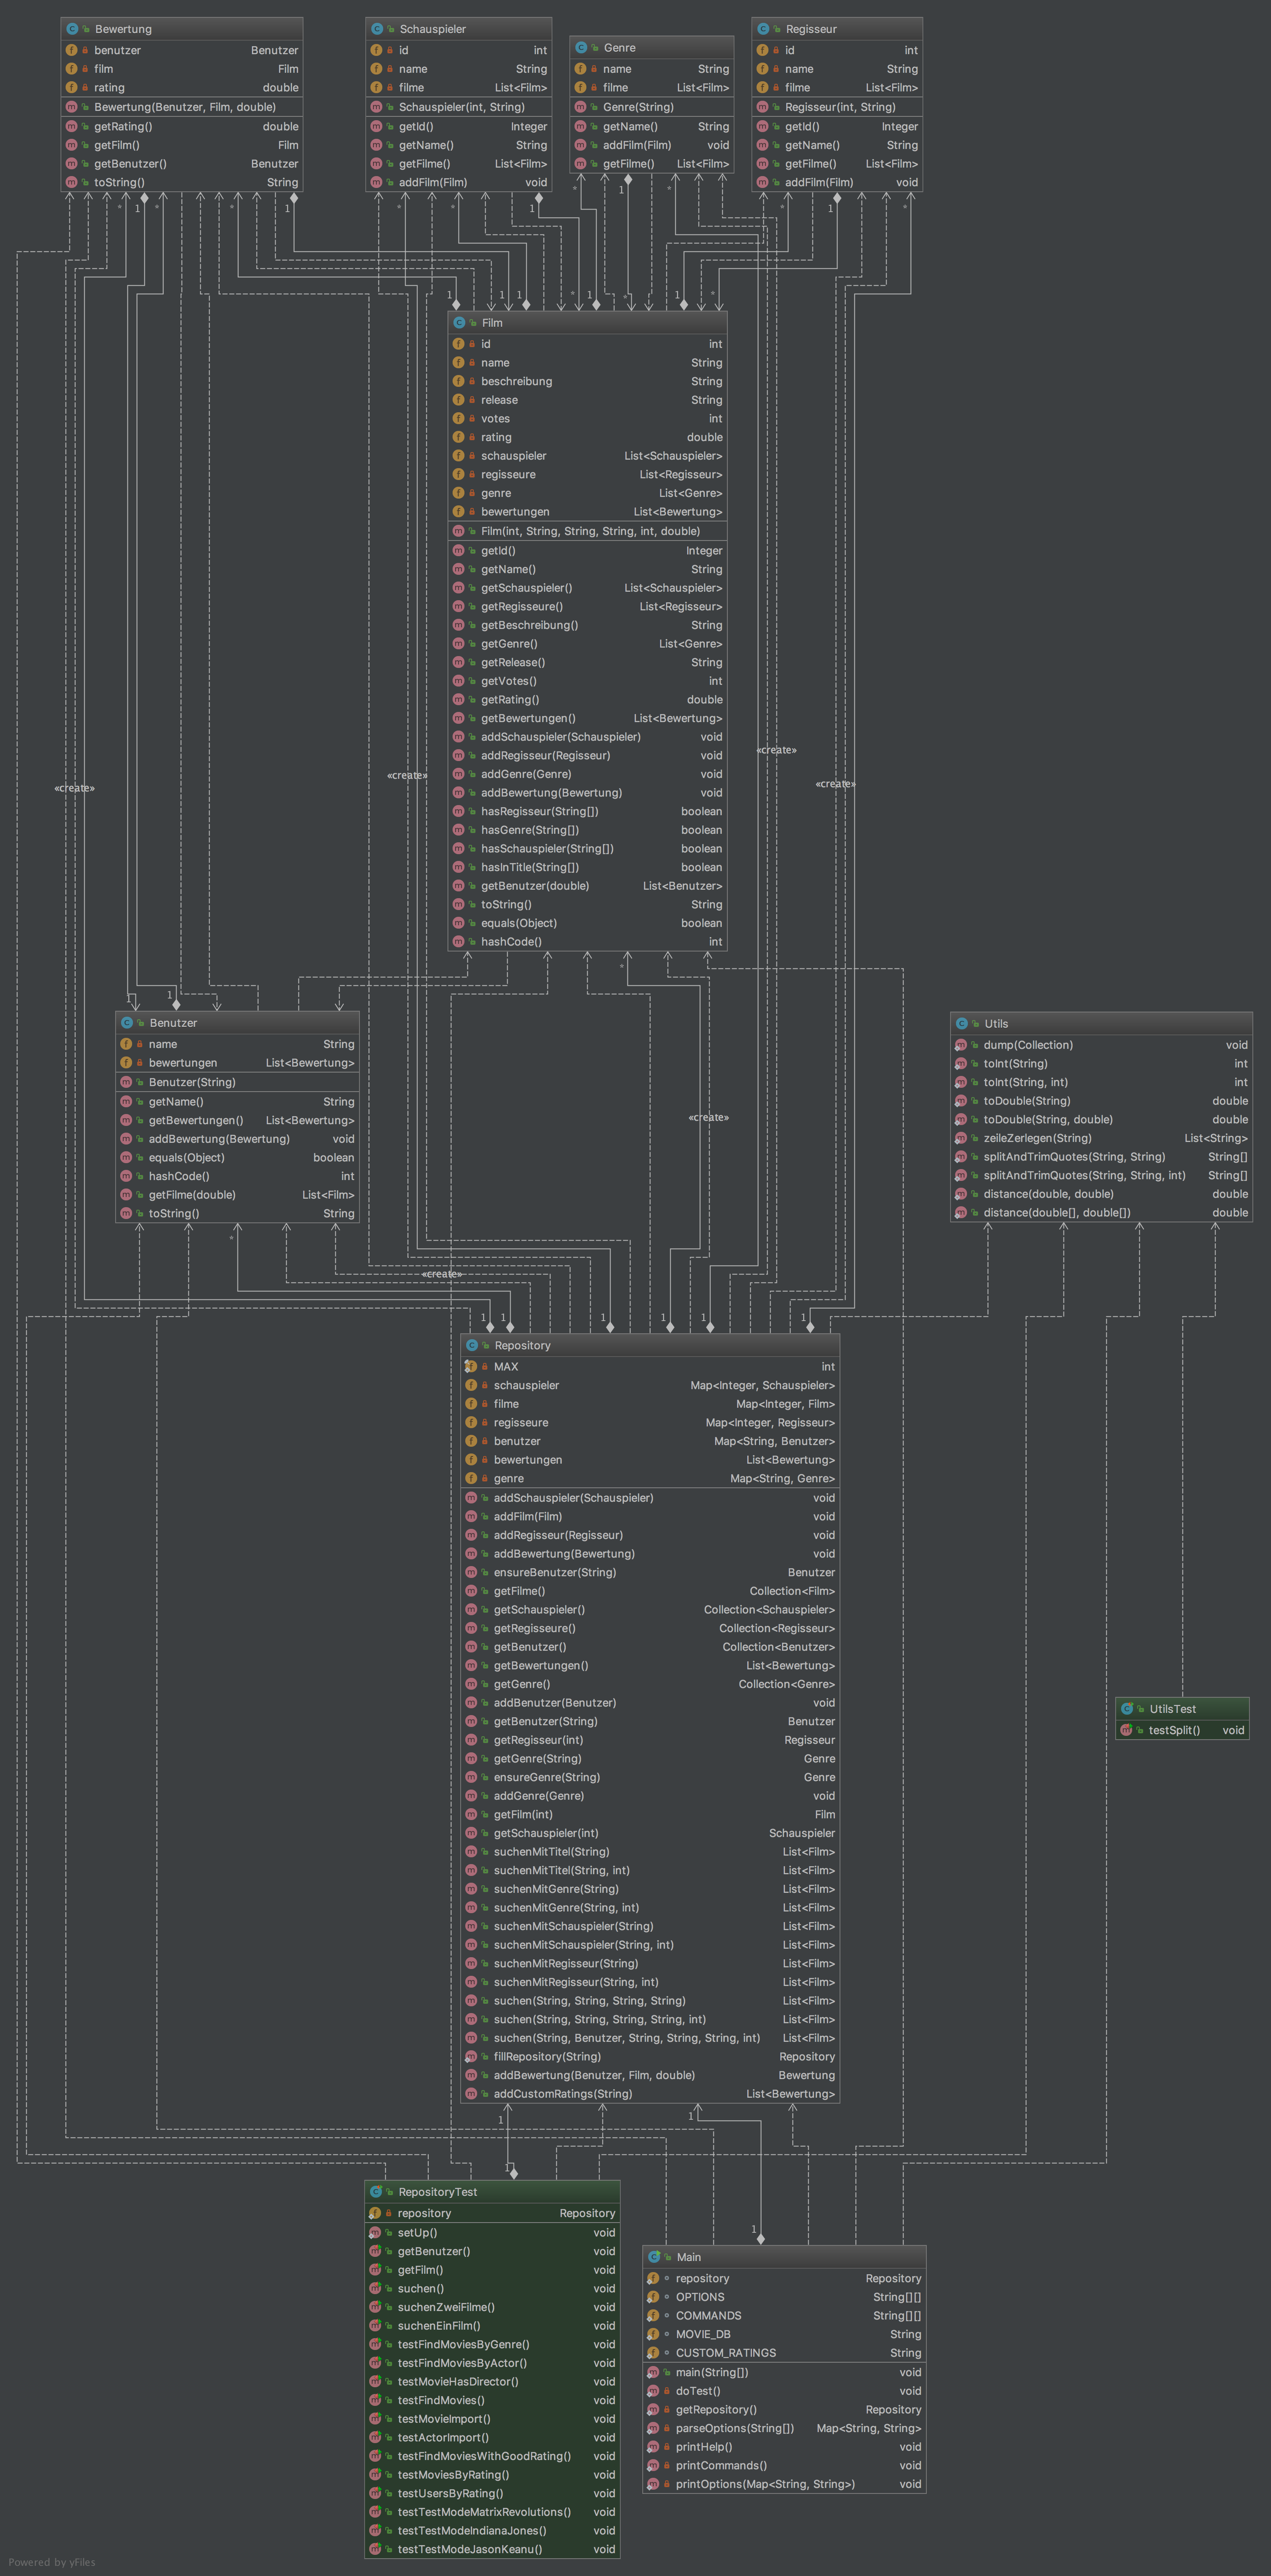 Bewertung
benutzer Benutzer
film Film
rating double
Bewertung(Benutzer, Film, double)
getRating() double
getFilm() Film
getBenutzer() Benutzer
toString() String
* 1 * * 1
Schauspieler
id int
name String
filme List<Film>
Schauspieler(int, String)
getId() Integer
getName() String
getFilme() List<Film>
addFilm(Film) void
* * 1
Genre
name String
filme List<Film>
Genre(String)
getName() String
addFilm(Film) void
getFilme() List<Film>
* 1 *
Regisseur
id int
name String
filme List<Film>
Regisseur(int, String)
getId() Integer
getName() String
getFilme() List<Film>
addFilm(Film) void
* 1 *
1 1 1 * 1 * 1 *
Film
id int
name String
beschreibung String
release String
votes int
rating double
schauspieler List<Schauspieler>
regisseure List<Regisseur>
genre List<Genre>
bewertungen List<Bewertung>
Film(int, String, String, String, int, double)
getId() Integer
getName() String
getSchauspieler() List<Schauspieler>
getRegisseure() List<Regisseur>
getBeschreibung() String
getGenre() List<Genre>
getRelease() String
getVotes() int
getRating() double
getBewertungen() List<Bewertung>
addSchauspieler(Schauspieler) void
addRegisseur(Regisseur) void
addGenre(Genre) void
addBewertung(Bewertung) void
hasRegisseur(String[]) boolean
hasGenre(String[]) boolean
hasSchauspieler(String[]) boolean
hasInTitle(String[]) boolean
getBenutzer(double) List<Benutzer>
toString() String
equals(Object) boolean
hashCode() int
*
«create»
«create»
«create»
«create»
1 1
Benutzer
name String
bewertungen List<Bewertung>
Benutzer(String)
getName() String
getBewertungen() List<Bewertung>
addBewertung(Bewertung) void
equals(Object) boolean
hashCode() int
getFilme(double) List<Film>
toString() String
*
Utils
dump(Collection) void
toInt(String) int
toInt(String, int) int
toDouble(String) double
toDouble(String, double) double
zeileZerlegen(String) List<String>
splitAndTrimQuotes(String, String) String[]
splitAndTrimQuotes(String, String, int) String[]
distance(double, double) double
distance(double[], double[]) double
«create»
«create»
1 1 1 1 1 1
Repository
MAX int
schauspieler Map<Integer, Schauspieler>
filme Map<Integer, Film>
regisseure Map<Integer, Regisseur>
benutzer Map<String, Benutzer>
bewertungen List<Bewertung>
genre Map<String, Genre>
addSchauspieler(Schauspieler) void
addFilm(Film) void
addRegisseur(Regisseur) void
addBewertung(Bewertung) void
ensureBenutzer(String) Benutzer
getFilme() Collection<Film>
getSchauspieler() Collection<Schauspieler>
getRegisseure() Collection<Regisseur>
getBenutzer() Collection<Benutzer>
getBewertungen() List<Bewertung>
getGenre() Collection<Genre>
addBenutzer(Benutzer) void
getBenutzer(String) Benutzer
getRegisseur(int) Regisseur
getGenre(String) Genre
ensureGenre(String) Genre
addGenre(Genre) void
getFilm(int) Film
getSchauspieler(int) Schauspieler
suchenMitTitel(String) List<Film>
suchenMitTitel(String, int) List<Film>
suchenMitGenre(String) List<Film>
suchenMitGenre(String, int) List<Film>
suchenMitSchauspieler(String) List<Film>
suchenMitSchauspieler(String, int) List<Film>
suchenMitRegisseur(String) List<Film>
suchenMitRegisseur(String, int) List<Film>
suchen(String, String, String, String) List<Film>
suchen(String, String, String, String, int) List<Film>
suchen(String, Benutzer, String, String, String, int) List<Film>
fillRepository(String) Repository
addBewertung(Benutzer, Film, double) Bewertung
addCustomRatings(String) List<Bewertung>
1 1
UtilsTest
testSplit() void
1
RepositoryTest
repository Repository
setUp() void
getBenutzer() void
getFilm() void
suchen() void
suchenZweiFilme() void
suchenEinFilm() void
testFindMoviesByGenre() void
testFindMoviesByActor() void
testMovieHasDirector() void
testFindMovies() void
testMovieImport() void
testActorImport() void
testFindMoviesWithGoodRating() void
testMoviesByRating() void
testUsersByRating() void
testTestModeMatrixRevolutions() void
testTestModeIndianaJones() void
testTestModeJasonKeanu() void
1
Main
repository Repository
OPTIONS String[][]
COMMANDS String[][]
MOVIE_DB String
CUSTOM_RATINGS String
main(String[]) void
doTest() void
getRepository() Repository
parseOptions(String[]) Map<String, String>
printHelp() void
printCommands() void
printOptions(Map<String, String>) void
Powered by yFiles